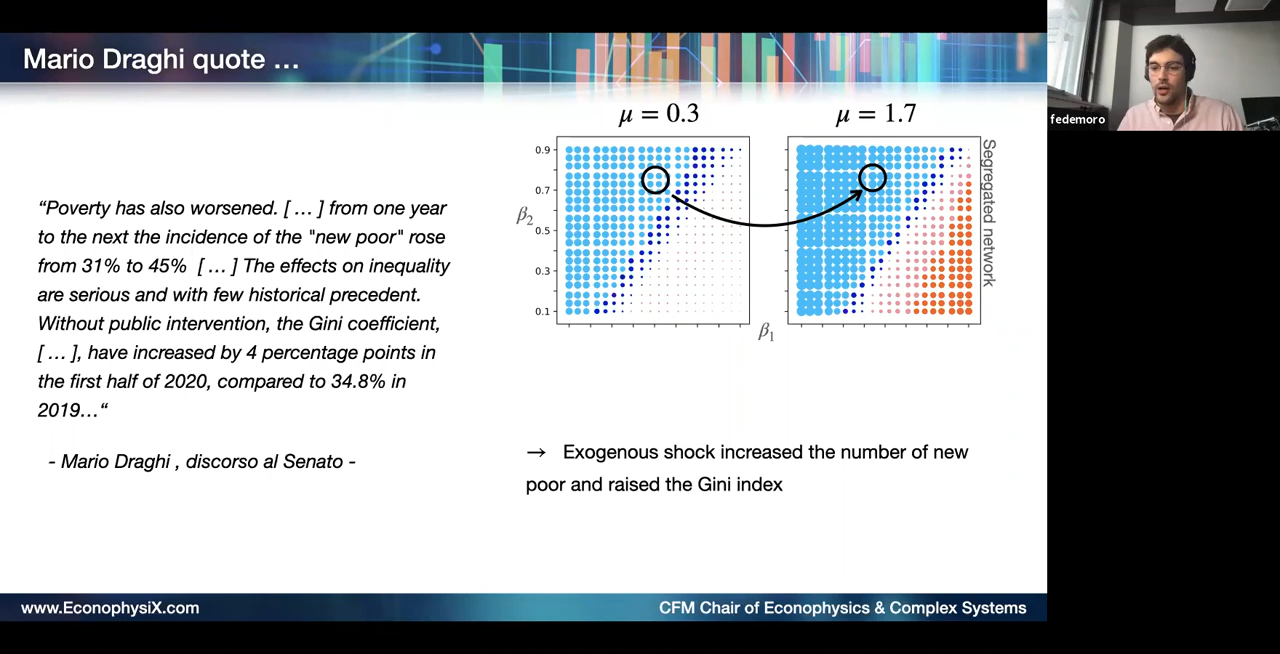 Mario Draghi quote ...
fedemoro
“Poverty has also worsened. [ ... ] from one year
to the next the incidence of the "new poor" rose
from 31% to 45% [ ... ] The effects on inequality
are serious and with few historical precedent.
Without public intervention, the Gini coefficient,
[ ... ], have increased by 4 percentage points in
the first half of 2020, compared to 34.8% in
2019...“
- Mario Draghi , discorso al Senato -
μ = 0.3
μ = 1.7
0.9
0.7
0.5
0.3
0.1
β2
β1
Segregated network
→ Exogenous shock increased the number of new
poor and raised the Gini index
www.EconophysiX.com
CFM Chair of Econophysics & Complex Systems